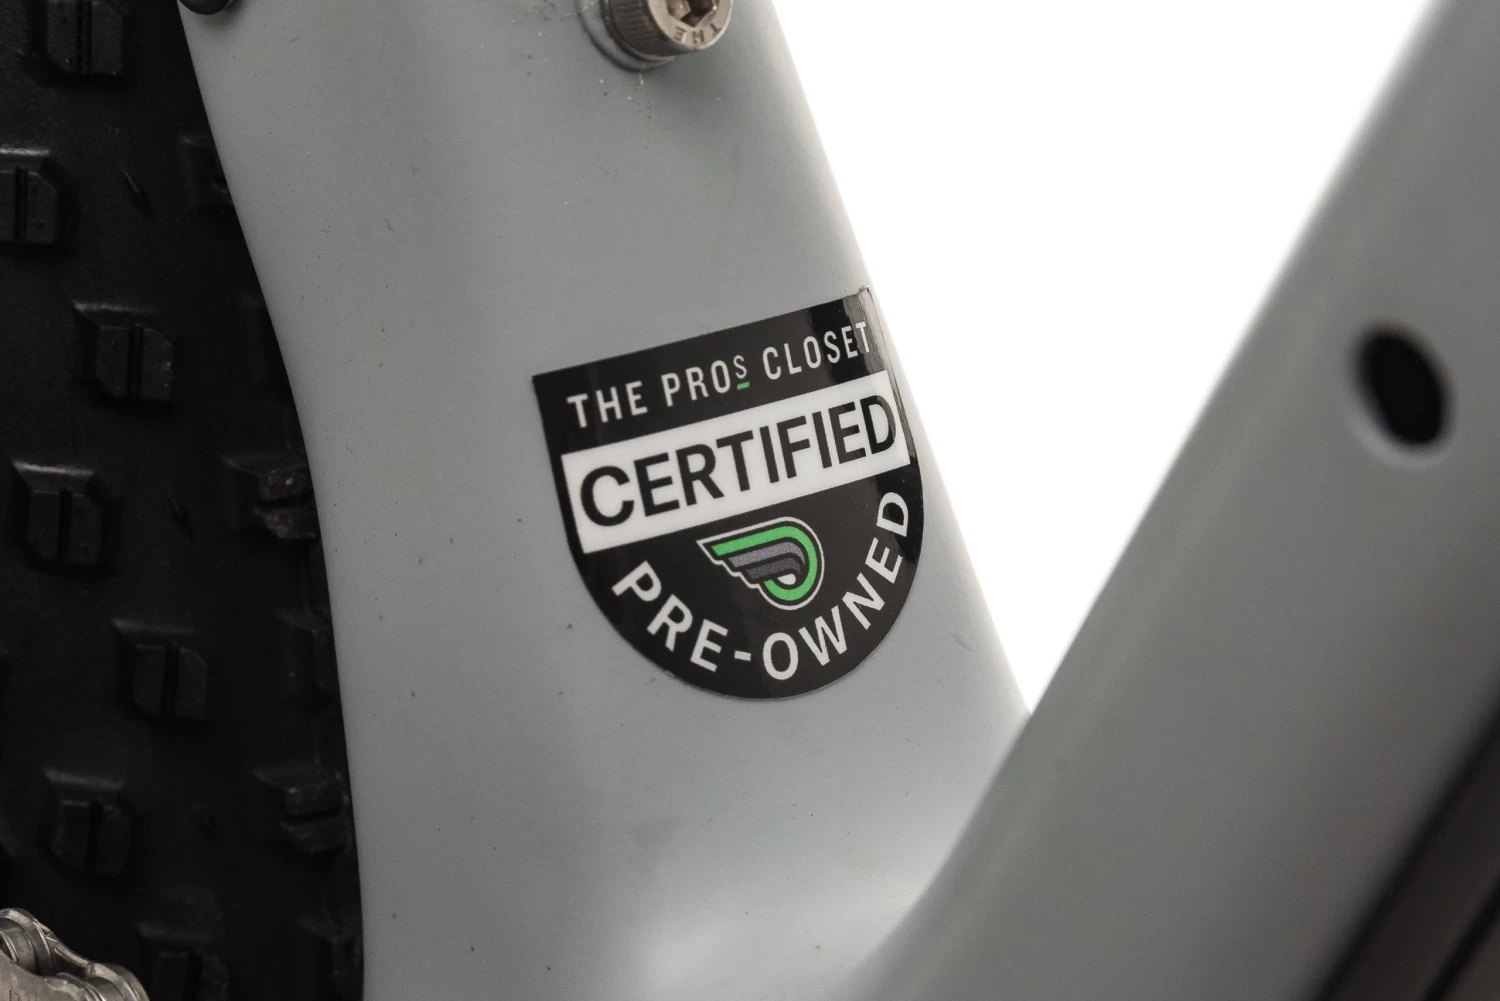 THE PROS CLOSET
CERTIFIED
PRE-OWNED